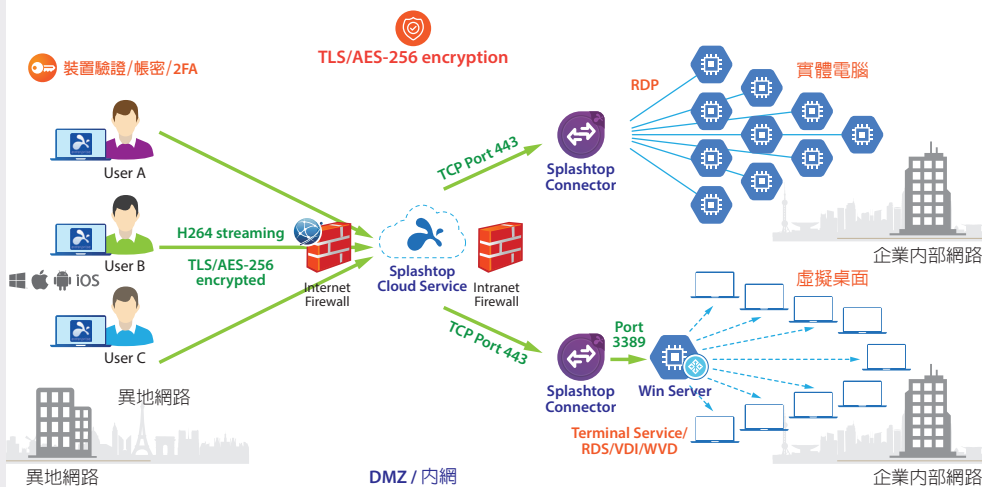 TLS/AES-256 encryption
裝置驗證/帳密/2FA
User A
User B
iOS
User C
H264 streaming
TLS/AES-256
encrypted
Internet
Firewall
Splashtop
Cloud Service
Intranet
Firewall
TCP Port 443
TCP Port 443
Splashtop
Connector
RDP
實體電腦
企業內部網路
Splashtop
Connector
Port
3389
Win Server
虛擬桌面
Terminal Service/
RDS/VDI/WVD
異地網路
異地網路
DMZ / 內網
企業內部網路